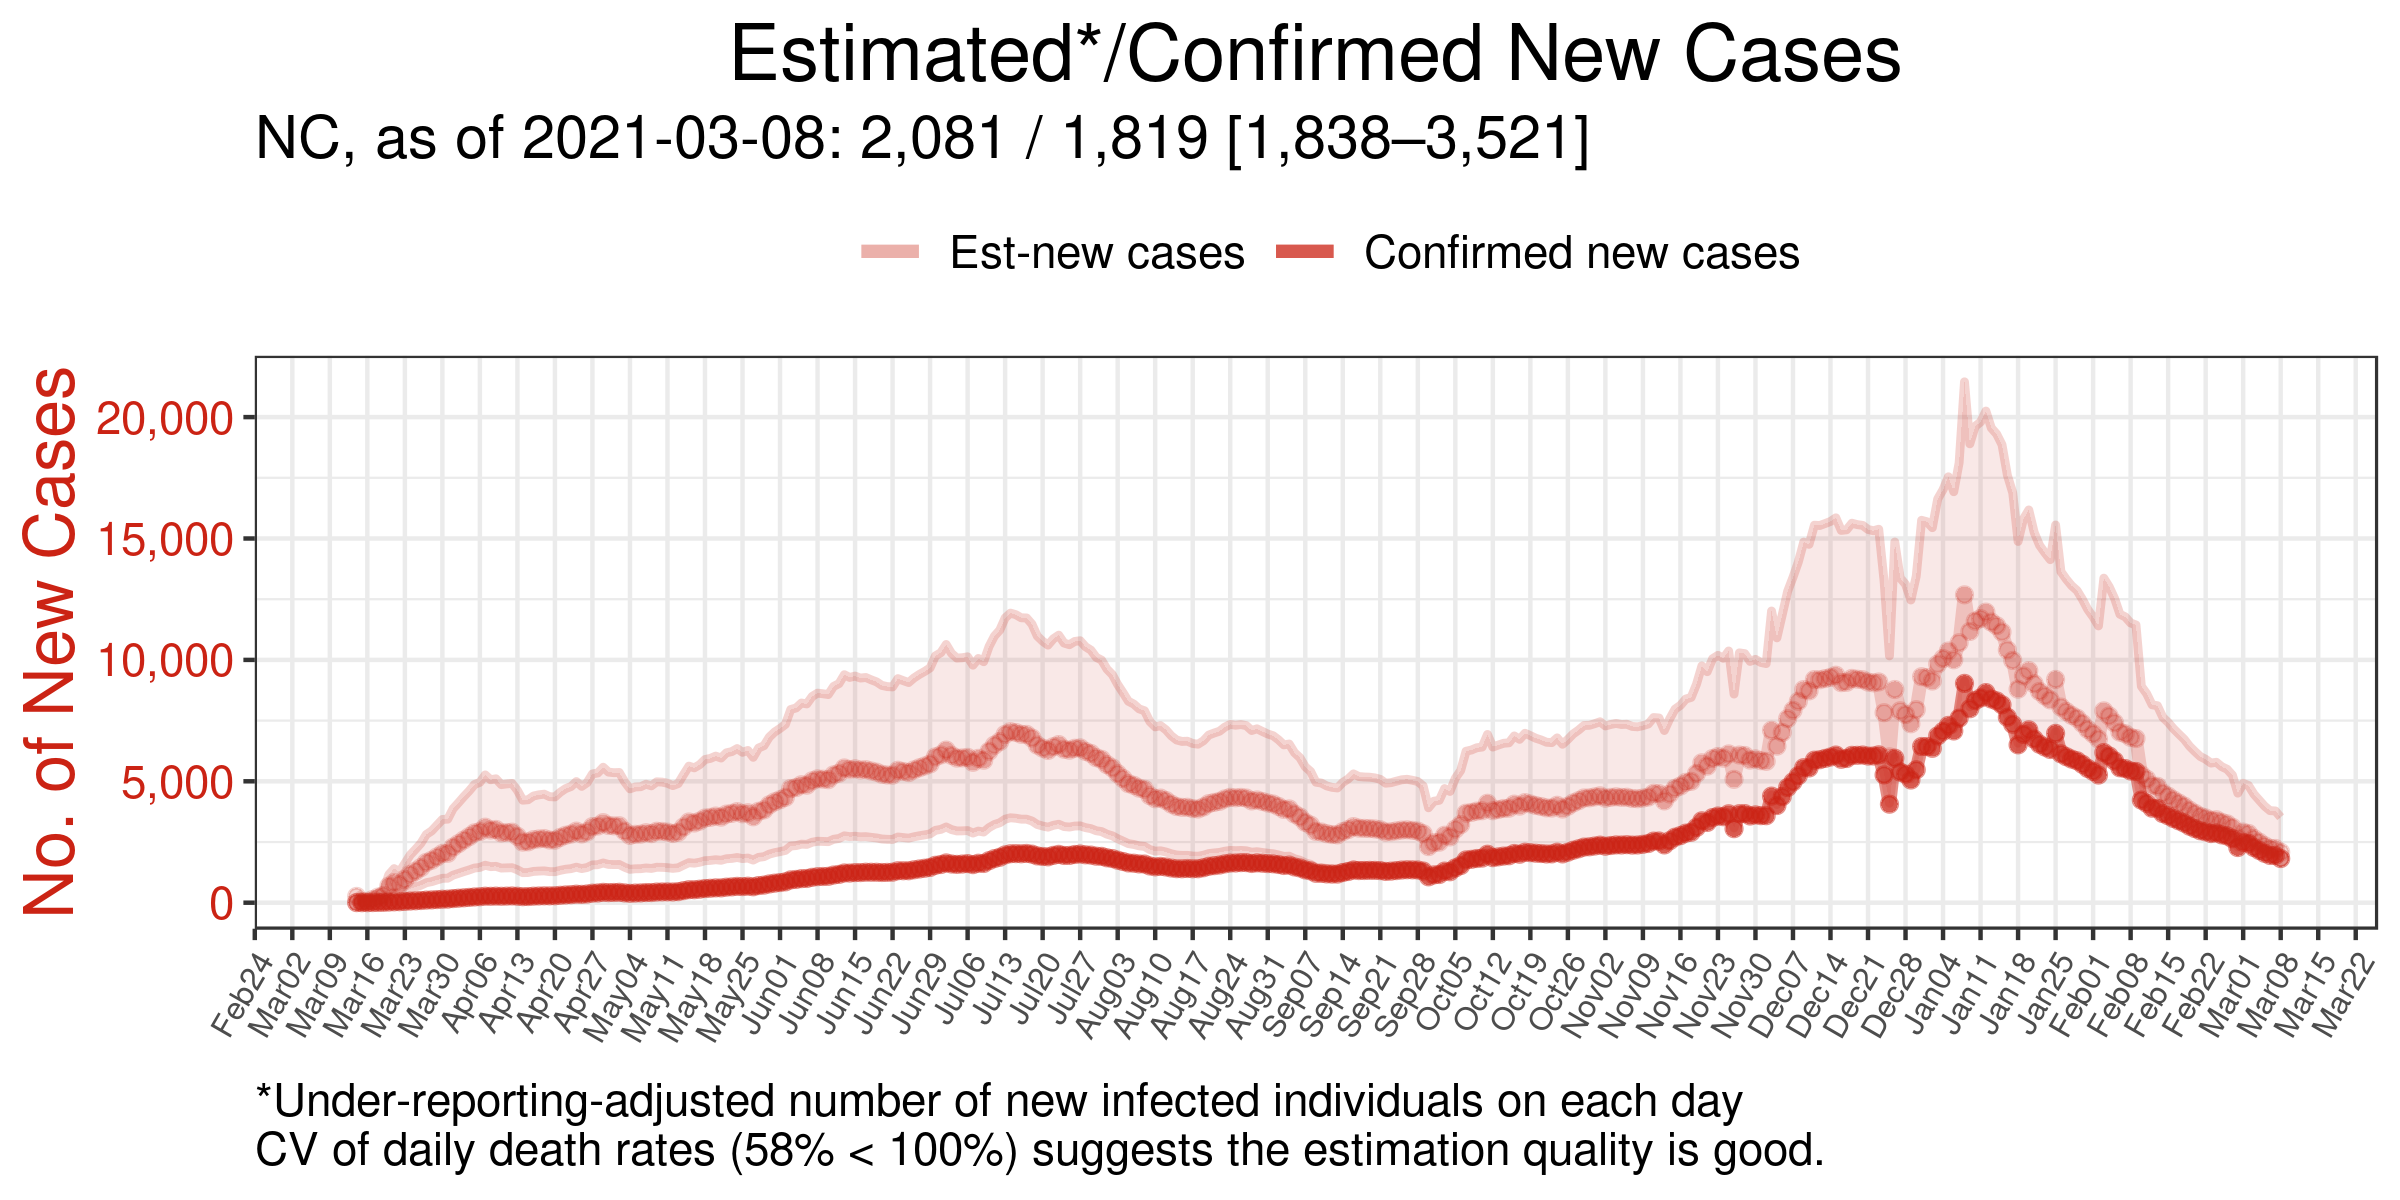 Estimated*/Confirmed New Cases
NC, as of 2021-03-08: 2,081 / 1,819 [1,838–3,521]
Est-new cases
Confirmed new cases
No. of New Cases
20,000
15,000
10,000
5,000
0
Feb24
Mar02
Mar09
Mar16
Mar23
Mar30
Apr06
Apr13
Apr20
Apr27
May04
May11
May18
May25
Jun01
Jun08
Jun15
Jun22
Jun29
Jul06
Jul13
Jul20
Jul27
Aug03
Aug10
Aug17
Aug24
Aug31
Sep07
Sep14
Sep21
Sep28
Oct05
Oct12
Oct19
Oct26
Nov02
Nov09
Nov16
Nov23
Nov30
Dec07
Dec14
Dec21
Dec28
Jan04
Jan11
Jan18
Jan25
Feb01
Feb08
Feb15
Feb22
Mar01
Mar08
Mar15
Mar22
*Under-reporting-adjusted number of new infected individuals on each day
CV of daily death rates (58% < 100%) suggests the estimation quality is good.